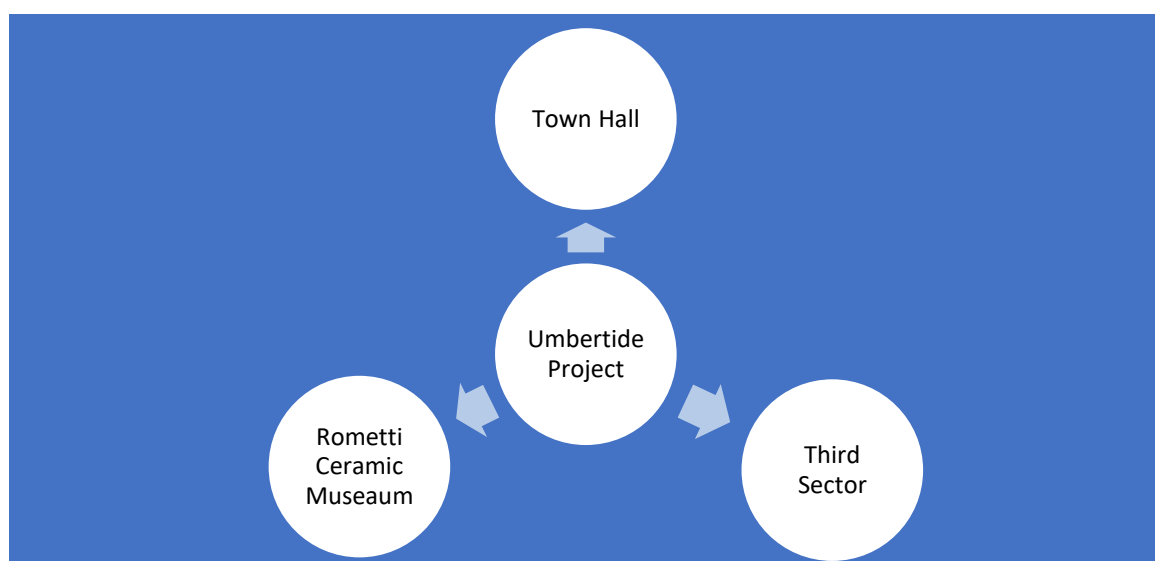 Town Hall
Umbertide
Project
Rometti
Ceramic
Museaum
Third
Sector